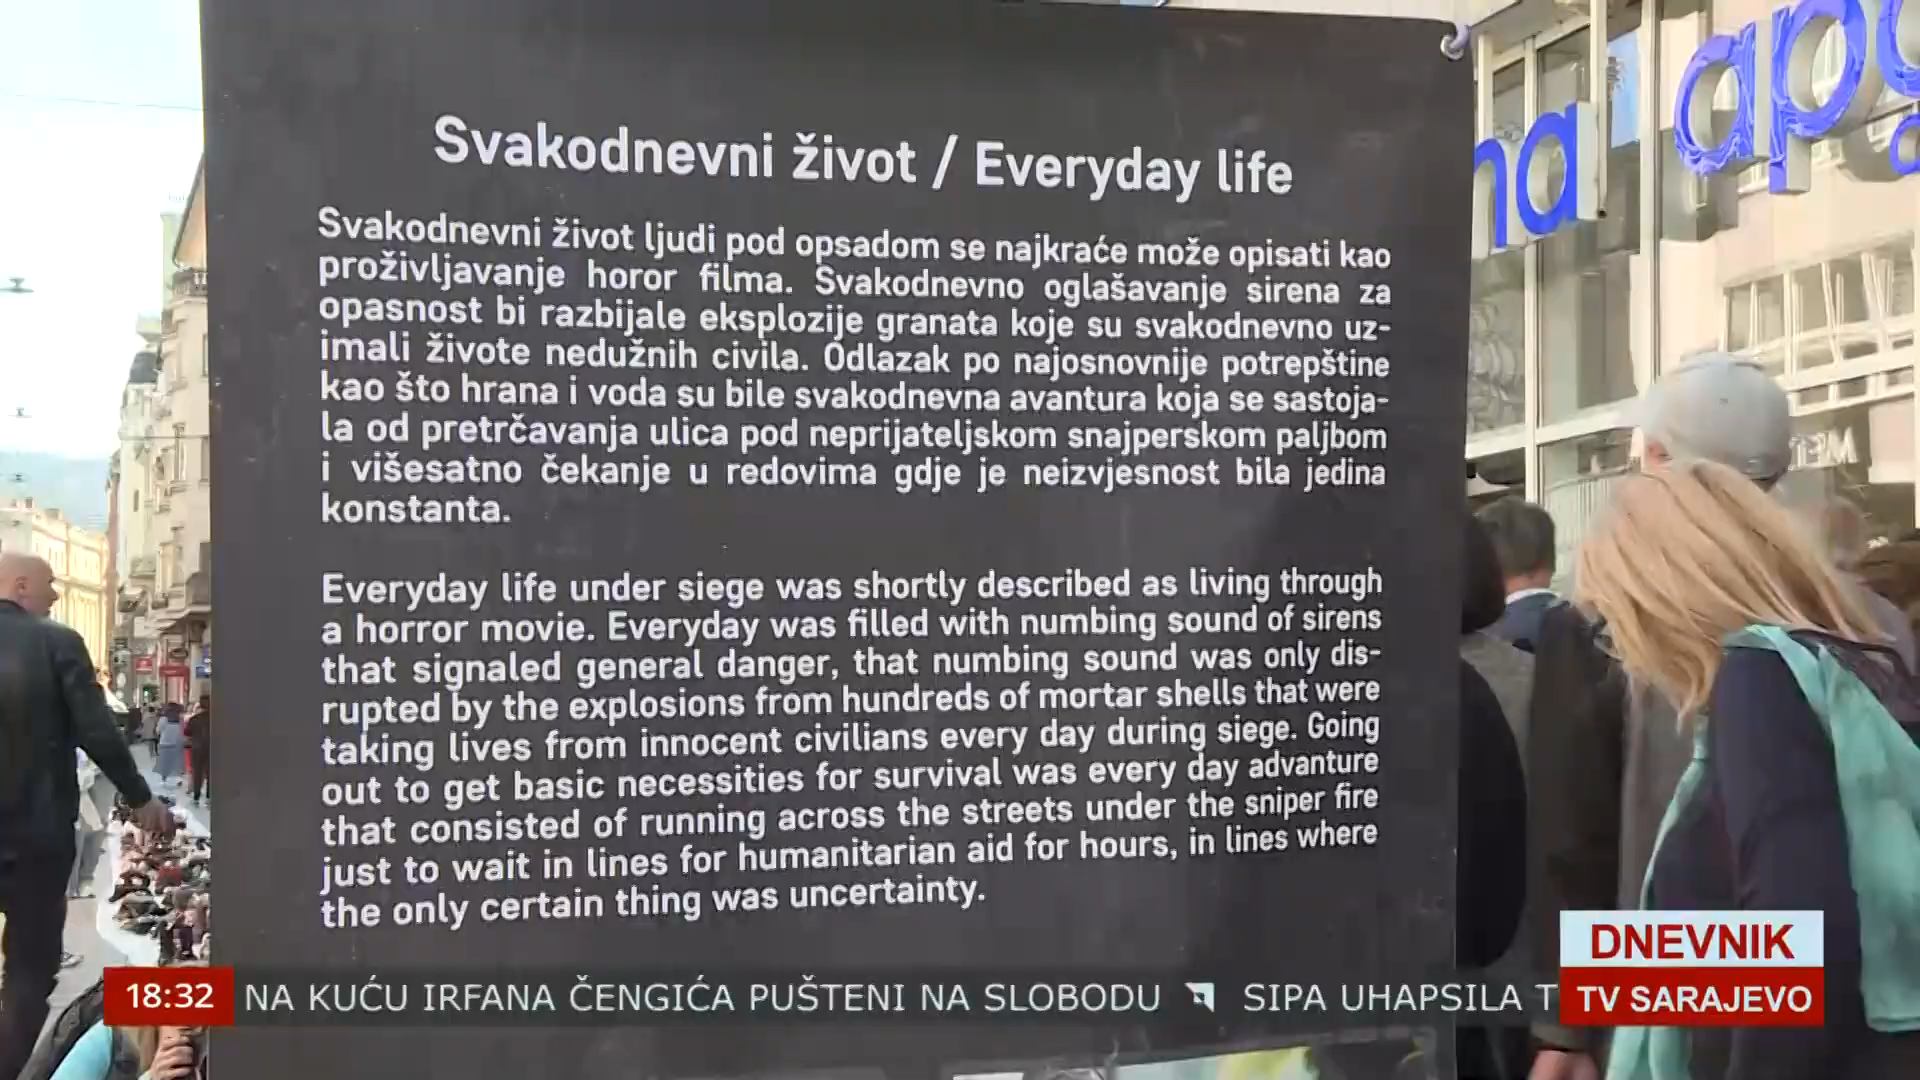 Svakodnevni život / Everyday life
Svakodnevni život ljudi pod opsadom se najkraće može opisati kao
proživljavanje horor filma. Svakodnevno oglašavanje sirena za
opasnost bi razbijale eksplozije granata koje su svakodnevno uz-
imali živote nedužnih civila. Odlazak po najosnovnije potrepštine
kao što hrana i voda su bile svakodnevna avantura koja se sastoja-
la od pretrčavanja ulica pod neprijateljskom snajperskom paljbom
i višesatno čekanje u redovima gdje je neizvjesnost bila jedina
konstanta.
Everyday life under siege was shortly described as living through
a horror movie. Everyday was filled with numbing sound of sirens
that signaled general danger, that numbing sound was only dis-
rupted by the explosions from hundreds of mortar shells that were
taking lives from innocent civilians every day during siege. Going
out to get basic necessities for survival was every day advanture
that consisted of running across the streets under the sniper fire
just to wait in lines for humanitarian aid for hours, in lines where
the only certain thing was uncertainty.
na apo
DNEVNIK
TV SARAJEVO
18:32 NA KUĆU IRFANA ČENGIĆA PUŠTENI NA SLOBODU SIPA UHAPSILA T